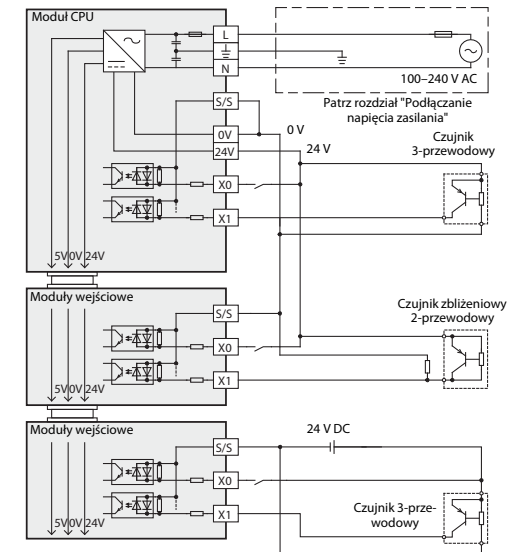 Moduł CPU
L
N
100–240 V AC
S/S
Patrz rozdział "Podłączanie
napięcia zasilania"
0V
0 V
24V
24 V
Czujnik
3-przewodowy
X0
X1
5V 0V 24V
Moduły wejściowe
S/S
Czujnik zbliżeniowy
2-przewodowy
X0
X1
5V 0V 24V
Moduły wejściowe
24 V DC
S/S
X0
Czujnik 3-prze-
wodowy
X1
5V 0V 24V